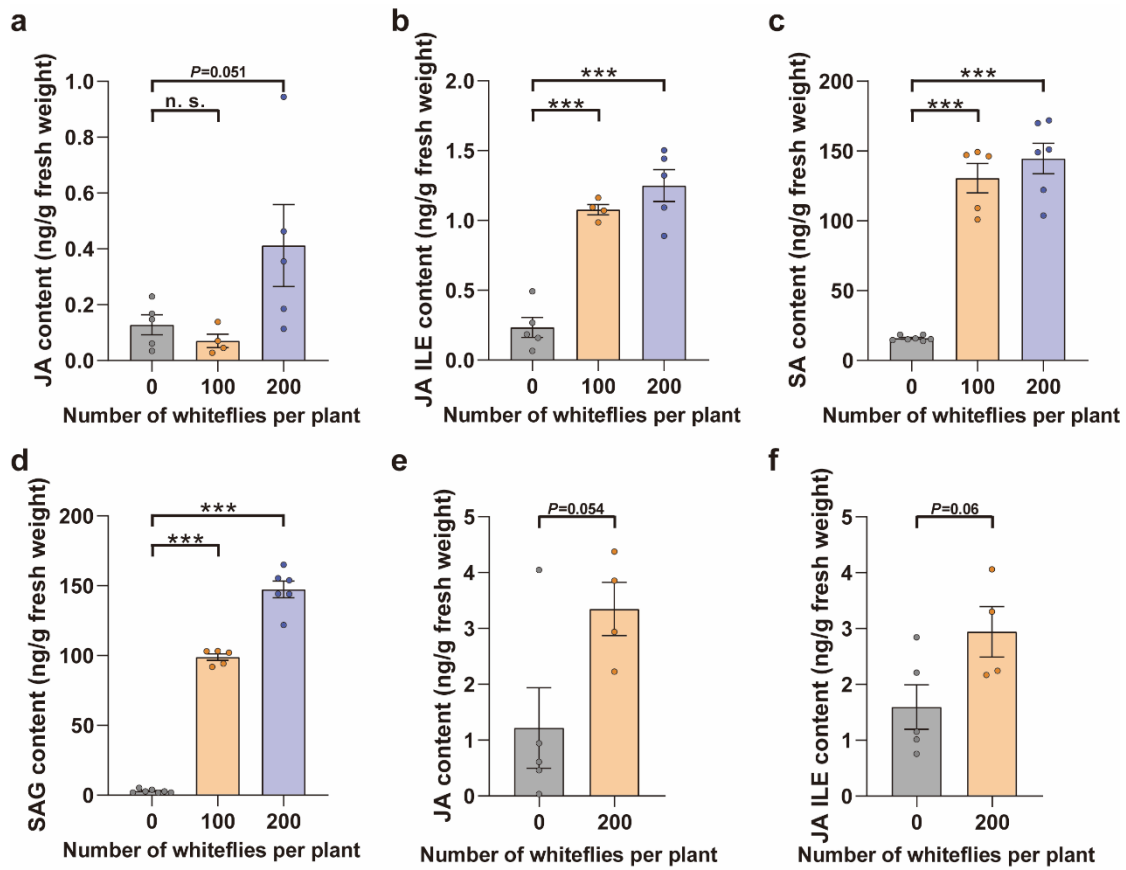 a
JA content (ng/g fresh weight)
1.0
0.8
0.6
0.4
0.2
0.0
P=0.051
n. s.
0 100 200
Number of whiteflies per plant
b
JA ILE content (ng/g fresh weight)
2.0
1.5
1.0
0.5
0.0
***
***
0 100 200
Number of whiteflies per plant
c
SA content (ng/g fresh weight)
200
150
100
50
0
***
***
0 100 200
Number of whiteflies per plant
d
SAG content (ng/g fresh weight)
200
150
100
50
0
***
***
0 100 200
Number of whiteflies per plant
e
JA content (ng/g fresh weight)
5
4
3
2
1
0
P=0.054
0 200
Number of whiteflies per plant
f
JA ILE content (ng/g fresh weight)
5
4
3
2
1
0
P=0.06
0 200
Number of whiteflies per plant